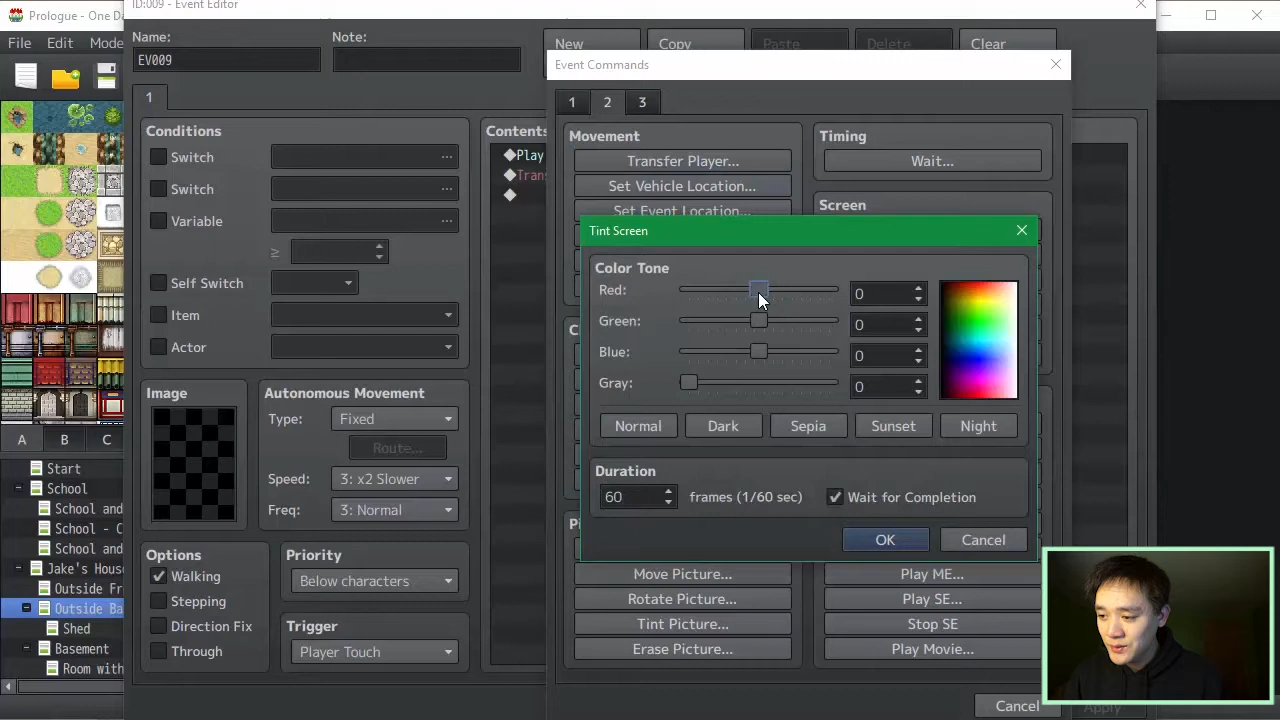 Prologue - One Da
ID:009 - Event Editor
File Edit Mode
Name:
Note:
EV009
New
Copy
Paste
Delete
Clear
1
Conditions
Switch
Switch
Variable
≥
Self Switch
Item
Actor
Image
Autonomous Movement
Type:
Fixed
Route...
Speed:
3: x2 Slower
Freq:
3: Normal
Options
Walking
Stepping
Direction Fix
Through
Priority
Below characters
Trigger
Player Touch
Contents
◆Play
◆Trans
◆
Event Commands
1 2 3
Movement
Transfer Player...
Set Vehicle Location...
Set Event Location...
Timing
Wait...
Screen
Tint Screen
Color Tone
Red:
0
Green:
0
Blue:
0
Gray:
0
Normal
Dark
Sepia
Sunset
Night
Duration
60
frames (1/60 sec)
Wait for Completion
OK
Cancel
Move Picture...
Rotate Picture...
Tint Picture...
Erase Picture...
Play ME...
Play SE...
Stop SE
Play Movie...
Cancel
Apply
A B C
Start
School
School and
School - C
School and
Jake's House
Outside Fr
Outside Ba
Shed
Basement
Room with